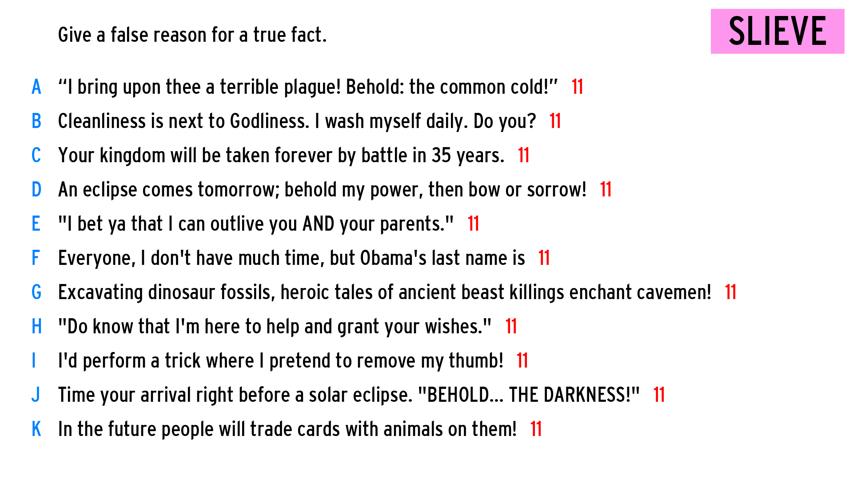 Give a false reason for a true fact.
SLIEVE
A “I bring upon thee a terrible plague! Behold: the common cold!” 11
B Cleanliness is next to Godliness. I wash myself daily. Do you? 11
C Your kingdom will be taken forever by battle in 35 years. 11
D An eclipse comes tomorrow; behold my power, then bow or sorrow! 11
E "I bet ya that I can outlive you AND your parents." 11
F Everyone, I don't have much time, but Obama's last name is 11
G Excavating dinosaur fossils, heroic tales of ancient beast killings enchant cavemen! 11
H "Do know that I'm here to help and grant your wishes." 11
I I'd perform a trick where I pretend to remove my thumb! 11
J Time your arrival right before a solar eclipse. "BEHOLD... THE DARKNESS!" 11
K In the future people will trade cards with animals on them! 11